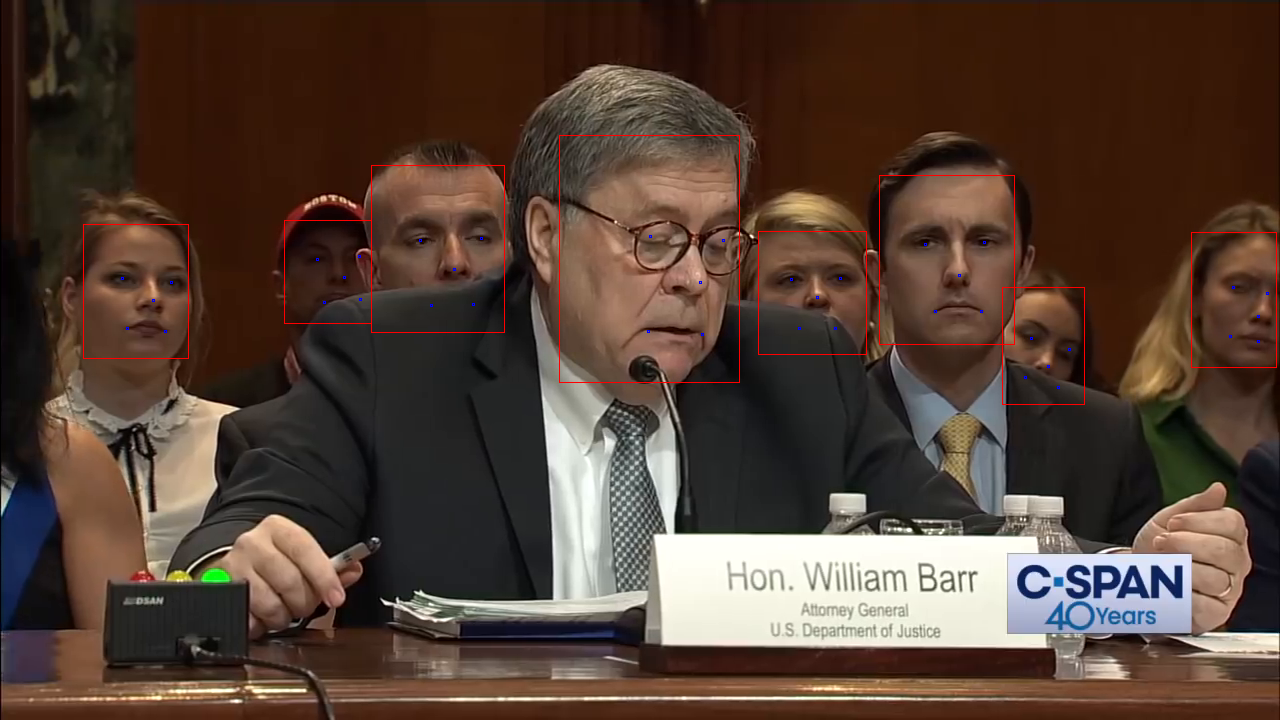 BOSTON
DSAN
Hon. William Barr
Attorney General
U.S. Department of Justice
C-SPAN
40 Years